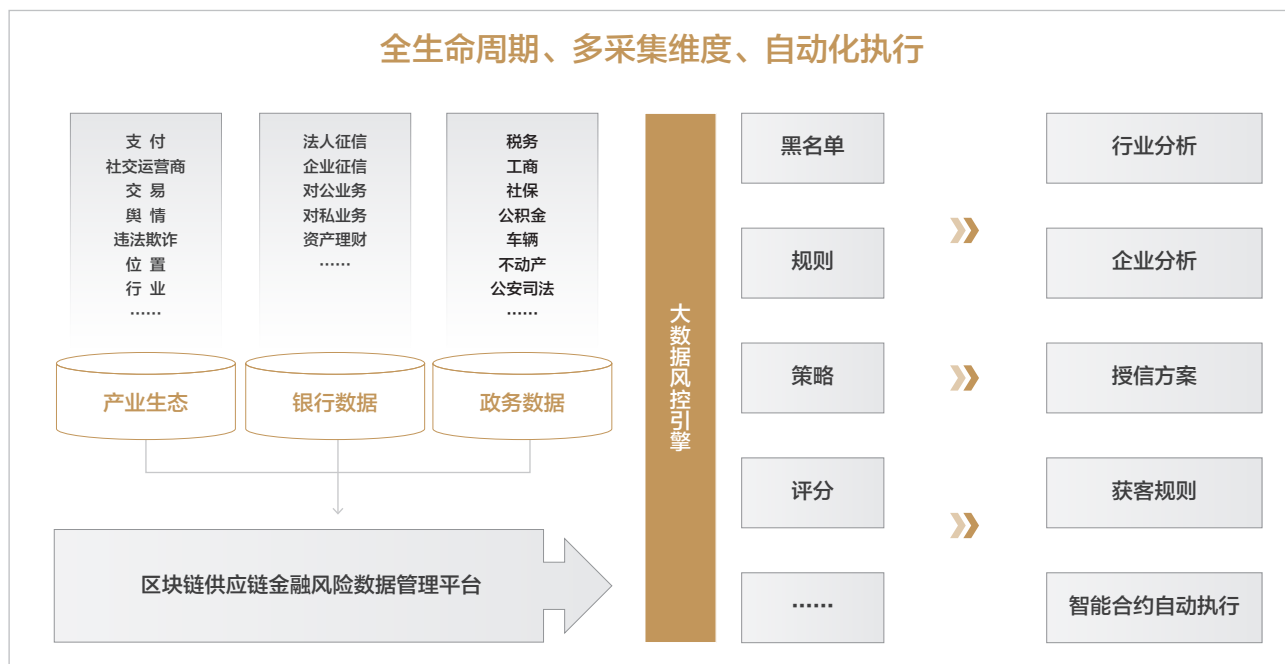 全生命周期、多采集维度、自动化执行
支 付
社交运营商
交 易
舆 情
违法欺诈
位 置
行 业
······
产业生态
法人征信
企业征信
对公业务
对私业务
资产理财
······
银行数据
税务
工商
社保
公积金
车辆
不动产
公安司法
······
政务数据
区块链供应链金融风险数据管理平台
大数据风控引擎
黑名单
规则
策略
评分
······
行业分析
企业分析
授信方案
获客规则
智能合约自动执行